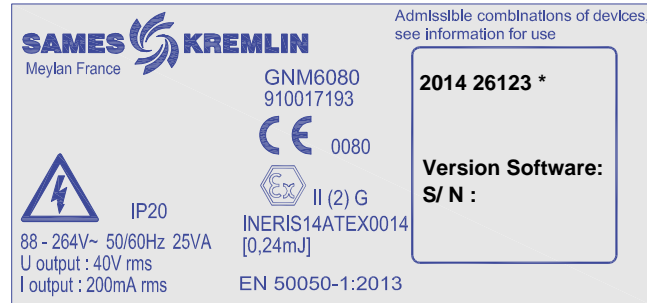 SAMES KREMLIN
Meylan France
Admissible combinations of devices,
see information for use
GNM6080
910017193
CE 0080
Ex II (2) G
INERIS14ATEX0014
[0,24mJ]
EN 50050-1:2013
IP20
88 - 264V~ 50/60Hz 25VA
U output : 40V rms
I output : 200mA rms
2014 26123 *
Version Software:
S/ N :